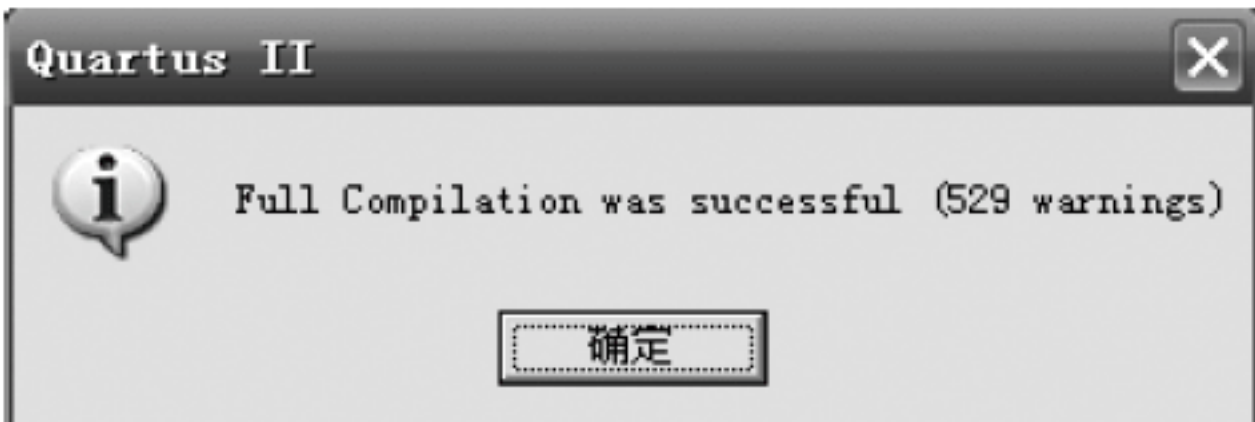 Quartus II
Full Compilation was successful (529 warnings)
确定